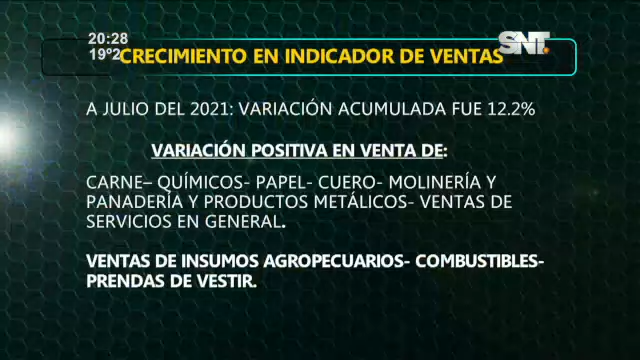 20:28
19º2
SNT.
CRECIMIENTO EN INDICADOR DE VENTAS
A JULIO DEL 2021: VARIACIÓN ACUMULADA FUE 12.2%
VARIACIÓN POSITIVA EN VENTA DE:
CARNE– QUÍMICOS- PAPEL- CUERO- MOLINERÍA Y
PANADERÍA Y PRODUCTOS METÁLICOS- VENTAS DE
SERVICIOS EN GENERAL.
VENTAS DE INSUMOS AGROPECUARIOS- COMBUSTIBLES-
PRENDAS DE VESTIR.